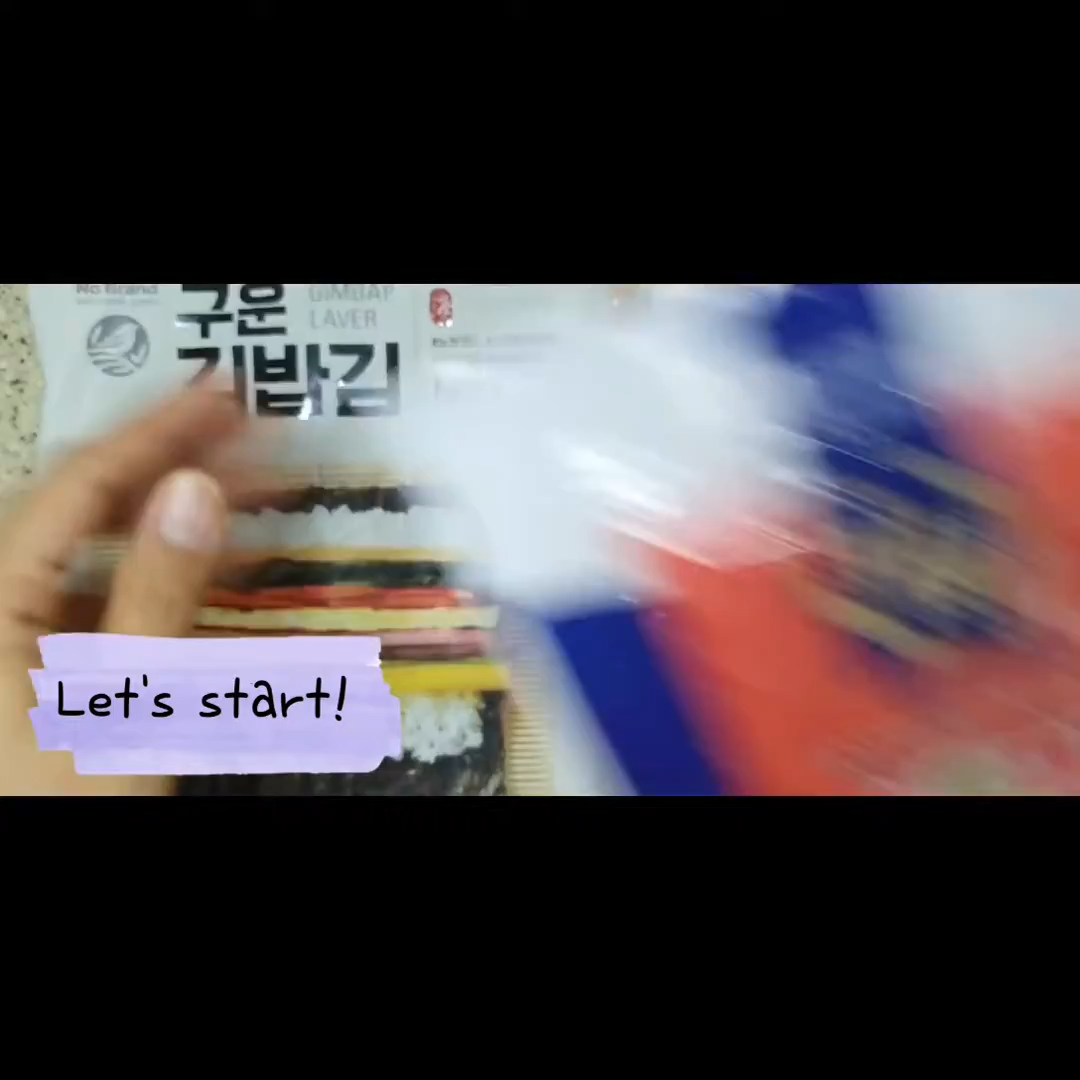 No Brand
구운
GIMBAP
LAVER
김밥김
Let's start!